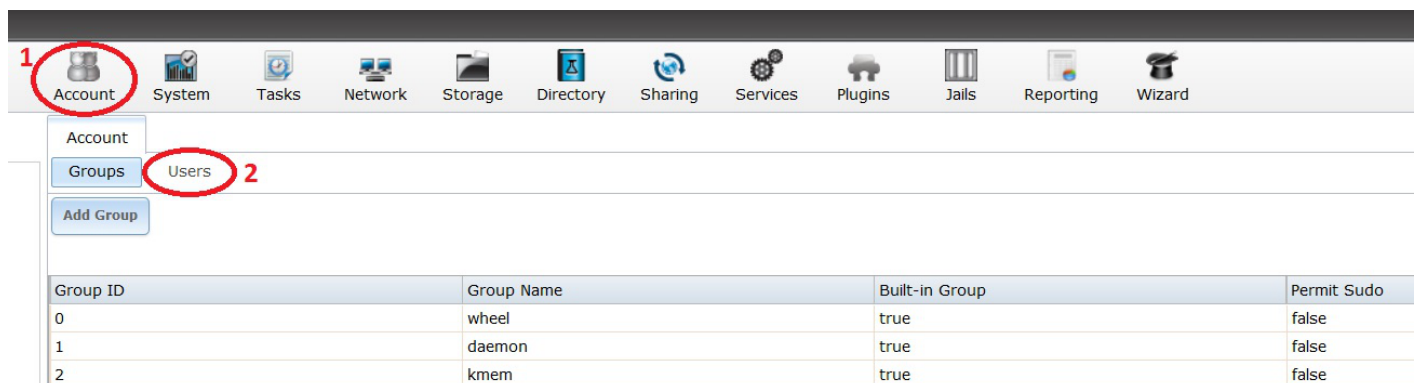 1
Account System Tasks Network Storage Directory Sharing Services Plugins Jails Reporting Wizard
Account
Groups Users 2
Add Group
Group ID Group Name Built-in Group Permit Sudo
0 wheel true false
1 daemon true false
2 kmem true false